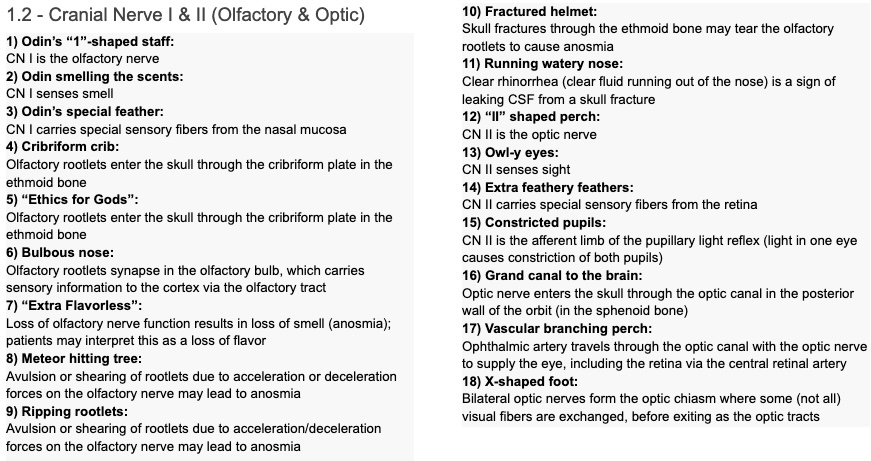 1.2 - Cranial Nerve I & II (Olfactory & Optic)
1) Odin’s “1”-shaped staff:
CN I is the olfactory nerve
2) Odin smelling the scents:
CN I senses smell
3) Odin’s special feather:
CN I carries special sensory fibers from the nasal mucosa
4) Cribriform crib:
Olfactory rootlets enter the skull through the cribriform plate in the
ethmoid bone
5) “Ethics for Gods”:
Olfactory rootlets enter the skull through the cribriform plate in the
ethmoid bone
6) Bulbous nose:
Olfactory rootlets synapse in the olfactory bulb, which carries
sensory information to the cortex via the olfactory tract
7) “Extra Flavorless”:
Loss of olfactory nerve function results in loss of smell (anosmia);
patients may interpret this as a loss of flavor
8) Meteor hitting tree:
Avulsion or shearing of rootlets due to acceleration or deceleration
forces on the olfactory nerve may lead to anosmia
9) Ripping rootlets:
Avulsion or shearing of rootlets due to acceleration/deceleration
forces on the olfactory nerve may lead to anosmia
10) Fractured helmet:
Skull fractures through the ethmoid bone may tear the olfactory
rootlets to cause anosmia
11) Running watery nose:
Clear rhinorrhea (clear fluid running out of the nose) is a sign of
leaking CSF from a skull fracture
12) “II” shaped perch:
CN II is the optic nerve
13) Owl-y eyes:
CN II senses sight
14) Extra feathery feathers:
CN II carries special sensory fibers from the retina
15) Constricted pupils:
CN II is the afferent limb of the pupillary light reflex (light in one eye
causes constriction of both pupils)
16) Grand canal to the brain:
Optic nerve enters the skull through the optic canal in the posterior
wall of the orbit (in the sphenoid bone)
17) Vascular branching perch:
Ophthalmic artery travels through the optic canal with the optic nerve
to supply the eye, including the retina via the central retinal artery
18) X-shaped foot:
Bilateral optic nerves form the optic chiasm where some (not all)
visual fibers are exchanged, before exiting as the optic tracts